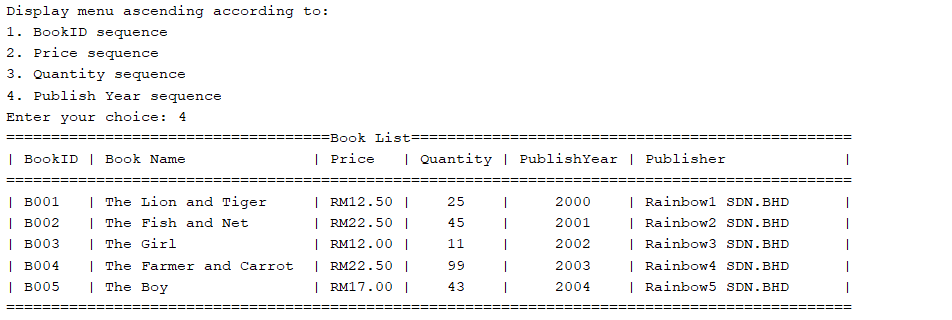 Display menu ascending according to:
1. BookID sequence
2. Price sequence
3. Quantity sequence
4. Publish Year sequence
Enter your choice: 4
====================================Book List=================================================
| BookID | Book Name              | Price   | Quantity | PublishYear | Publisher             |
==============================================================================================
| B001   | The Lion and Tiger     | RM12.50 |    25    |     2000    | Rainbow1 SDN.BHD      |
| B002   | The Fish and Net       | RM22.50 |    45    |     2001    | Rainbow2 SDN.BHD      |
| B003   | The Girl               | RM12.00 |    11    |     2002    | Rainbow3 SDN.BHD      |
| B004   | The Farmer and Carrot  | RM22.50 |    99    |     2003    | Rainbow4 SDN.BHD      |
| B005   | The Boy                | RM17.00 |    43    |     2004    | Rainbow5 SDN.BHD      |
==============================================================================================